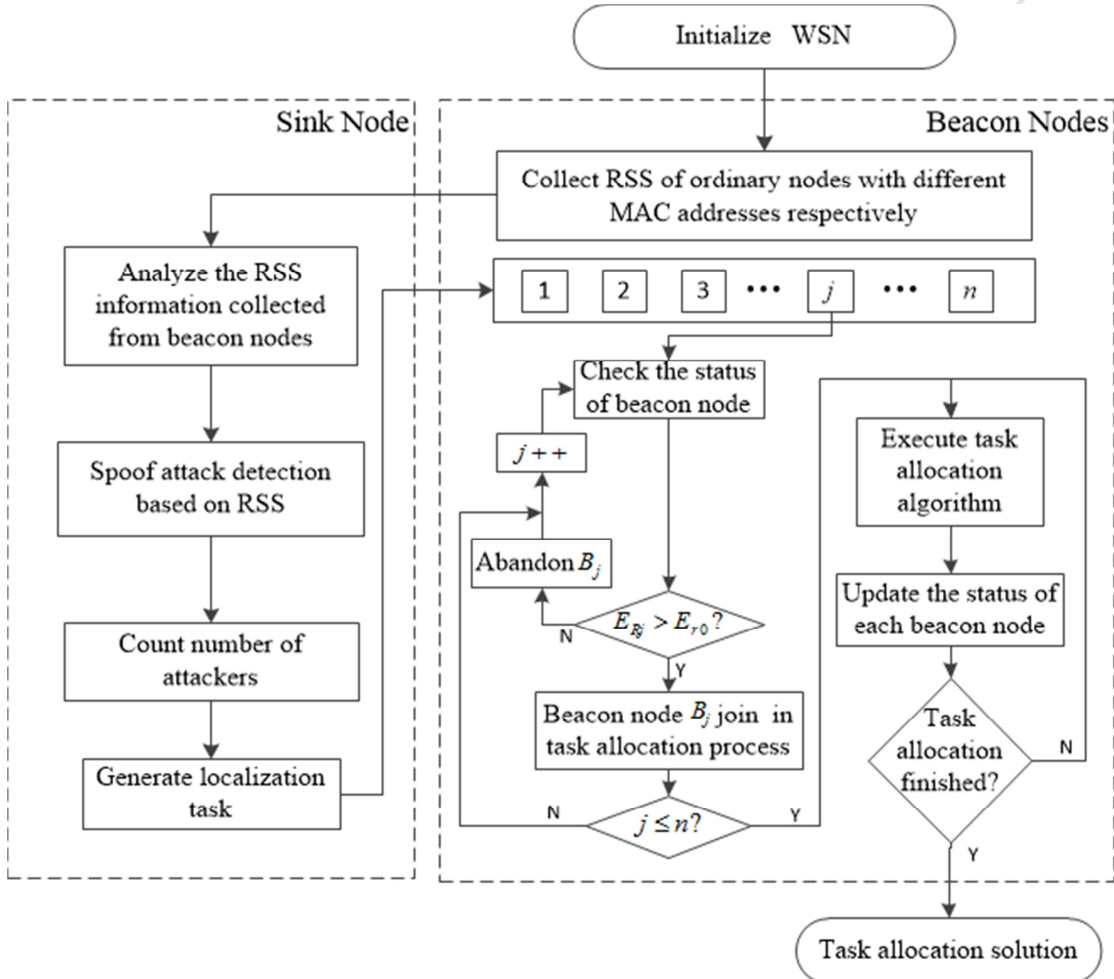 Initialize WSN
Sink Node
Beacon Nodes
Collect RSS of ordinary nodes with different
MAC addresses respectively
Analyze the RSS
information collected
from beacon nodes
1 2 3 ••• j ••• n
Check the status
of beacon node
j++
Execute task
allocation
algorithm
Spoof attack detection
based on RSS
Abandon B_j
Update the status of
each beacon node
E_Rj > E_r0?
N
Y
Count number of
attackers
Beacon node B_j join in
task allocation process
Task
allocation
finished?
N
Generate localization
task
N
j ≤ n?
Y
Y
Task allocation solution